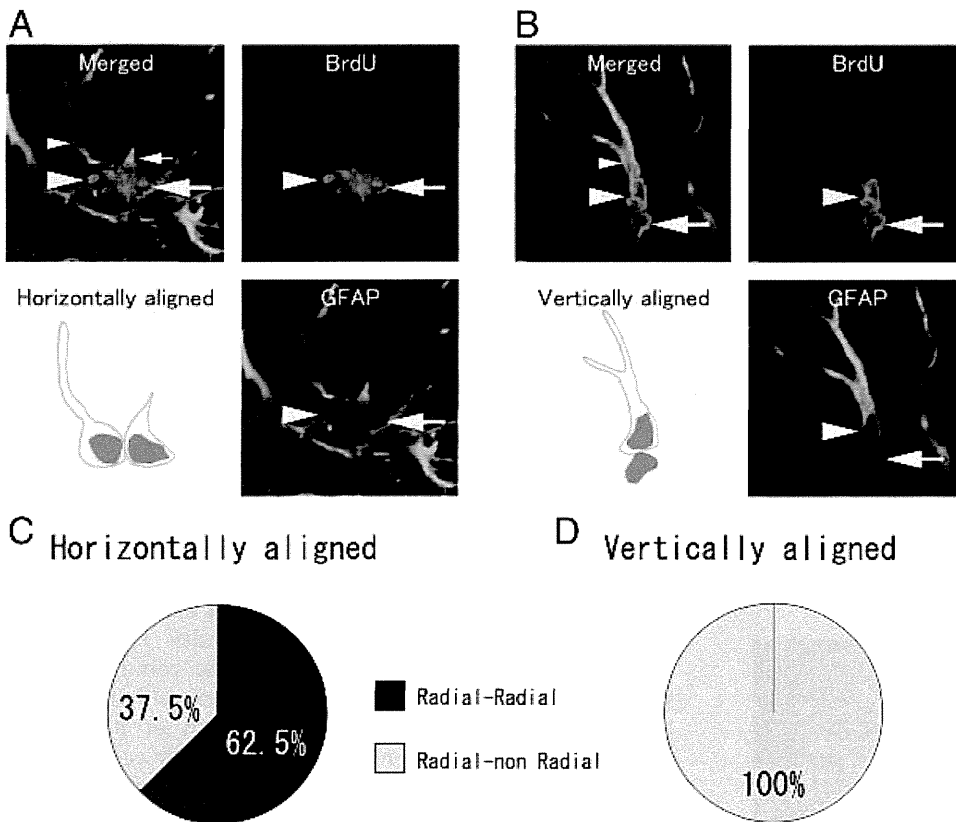 A
B
Merged
BrdU
Merged
BrdU
Horizontally aligned
GFAP
Vertically aligned
GFAP
C Horizontally aligned
D Vertically aligned
37.5%
62.5%
Radial-Radial
Radial-non Radial
100%